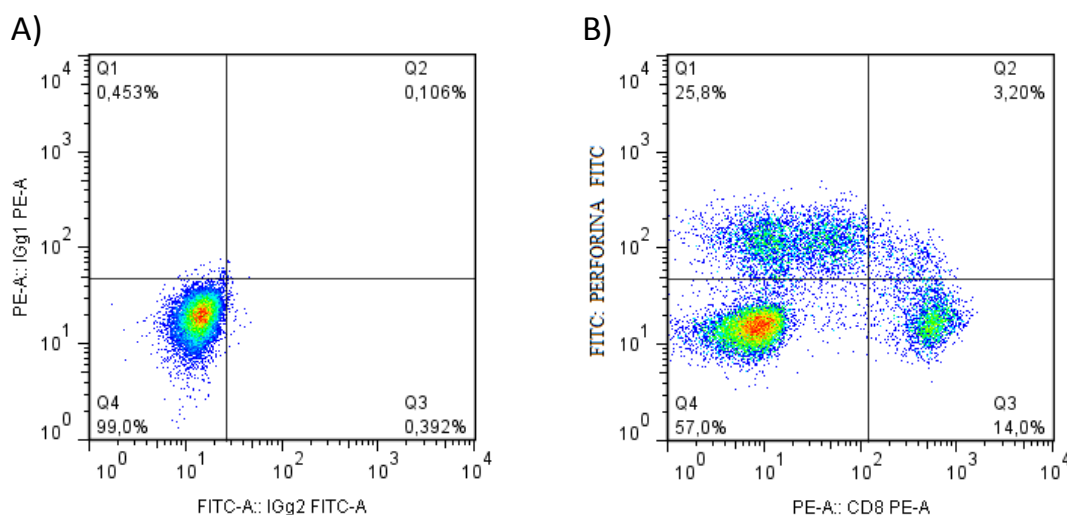 A)
Q1
0,453%
Q2
0,106%
Q4
99,0%
Q3
0,392%
10^4
10^3
10^2
10^1
10^0
10^0 10^1 10^2 10^3 10^4
PE-A:: IGg1 PE-A
FITC-A:: IGg2 FITC-A
B)
Q1
25,8%
Q2
3,20%
Q4
57,0%
Q3
14,0%
10^4
10^3
10^2
10^1
10^0
10^0 10^1 10^2 10^3 10^4
FITC: PERFORINA FITC
PE-A:: CD8 PE-A